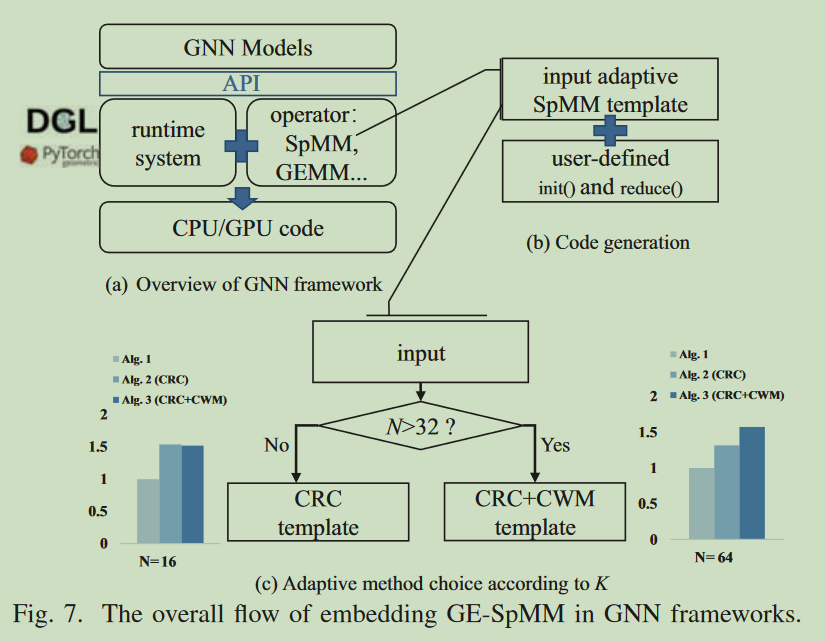 GNN Models
API
DGL
PyTorch
geometric
runtime
system
operator:
SpMM,
GEMM...
CPU/GPU code
(a) Overview of GNN framework
input adaptive
SpMM template
user-defined
init() and reduce()
(b) Code generation
input
N>32 ?
No
Yes
CRC
template
CRC+CWM
template
Alg. 1
Alg. 2 (CRC)
Alg. 3 (CRC+CWM)
2
1.5
1
0.5
0
N=16
Alg. 1
Alg. 2 (CRC)
Alg. 3 (CRC+CWM)
2
1.5
1
0.5
0
N=64
(c) Adaptive method choice according to K
Fig. 7. The overall flow of embedding GE-SpMM in GNN frameworks.